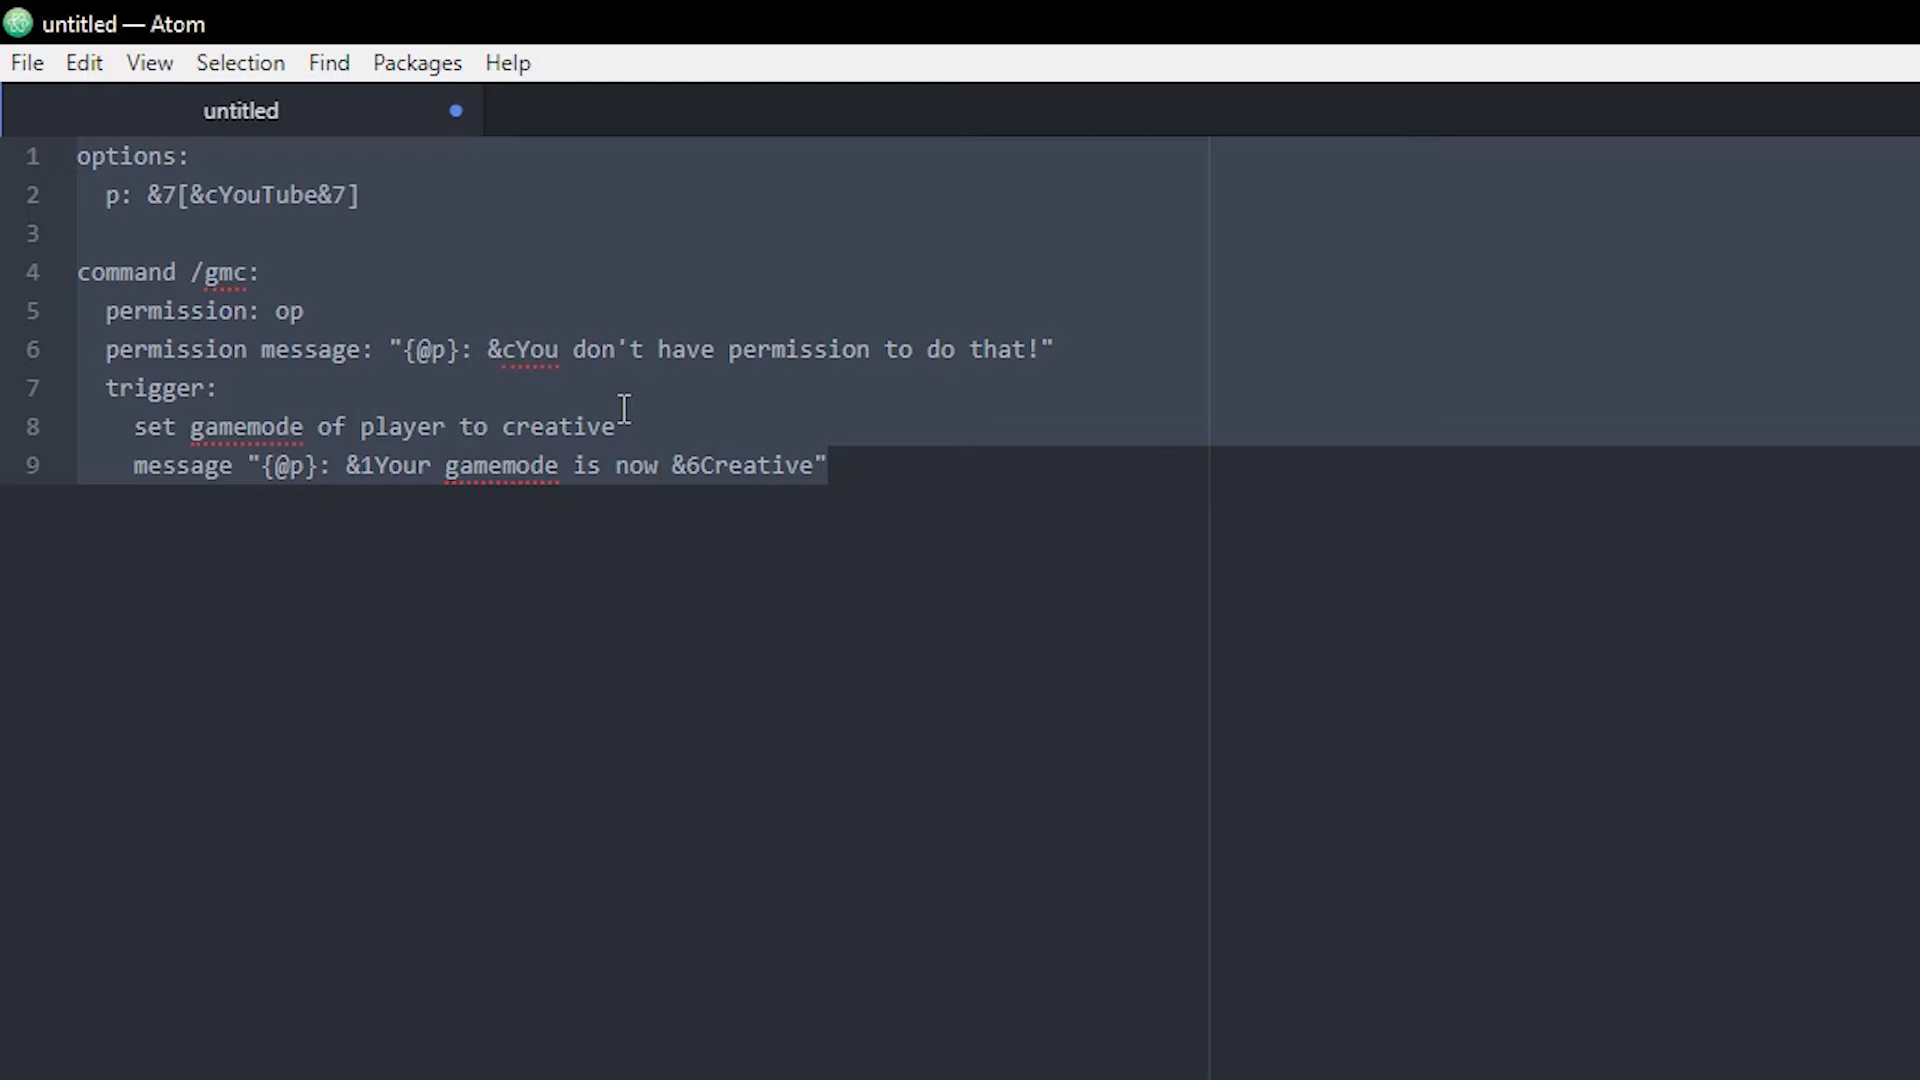 untitled — Atom
File Edit View Selection Find Packages Help
untitled
1 options:
2 p: &7[&cYouTube&7]
3
4 command /gmc:
5 permission: op
6 permission message: "{@p}: &cYou don't have permission to do that!"
7 trigger:
8 set gamemode of player to creative
9 message "{@p}: &1Your gamemode is now &6Creative"